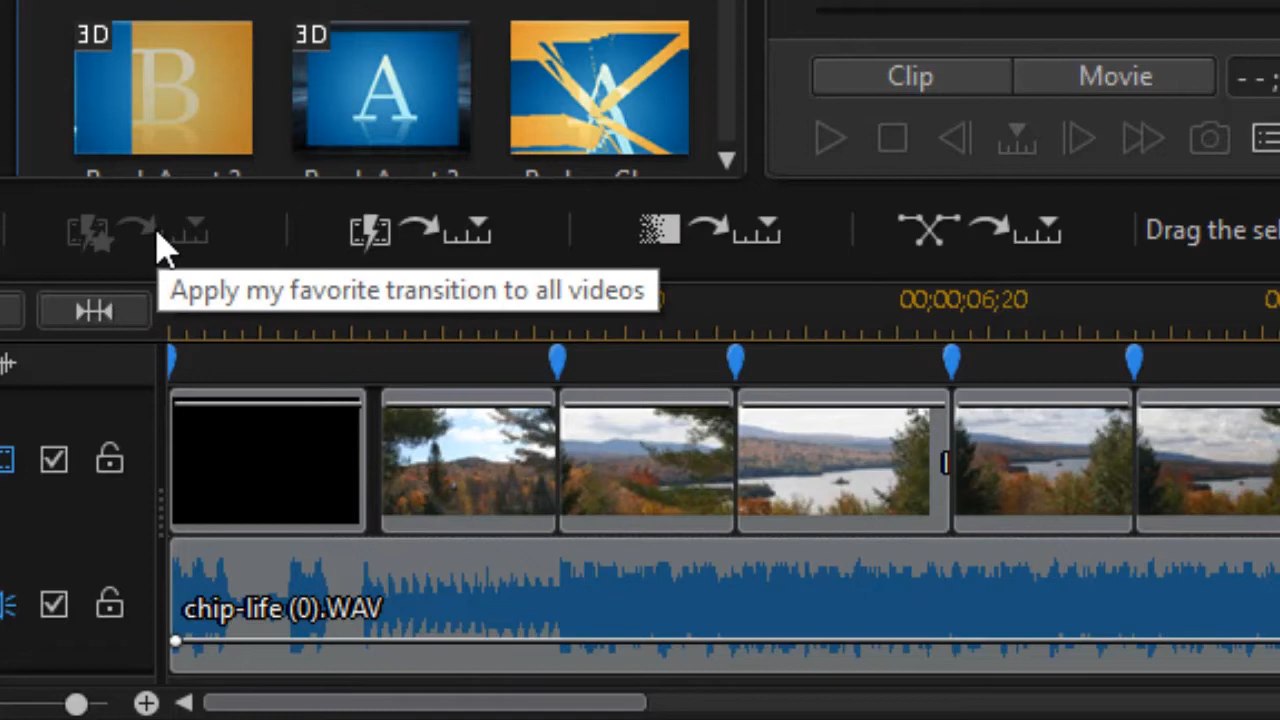 3D
3D
B
A
A
Clip
Movie
--;
Drag the sel
Apply my favorite transition to all videos
00;00;06;20
chip-life (0).WAV